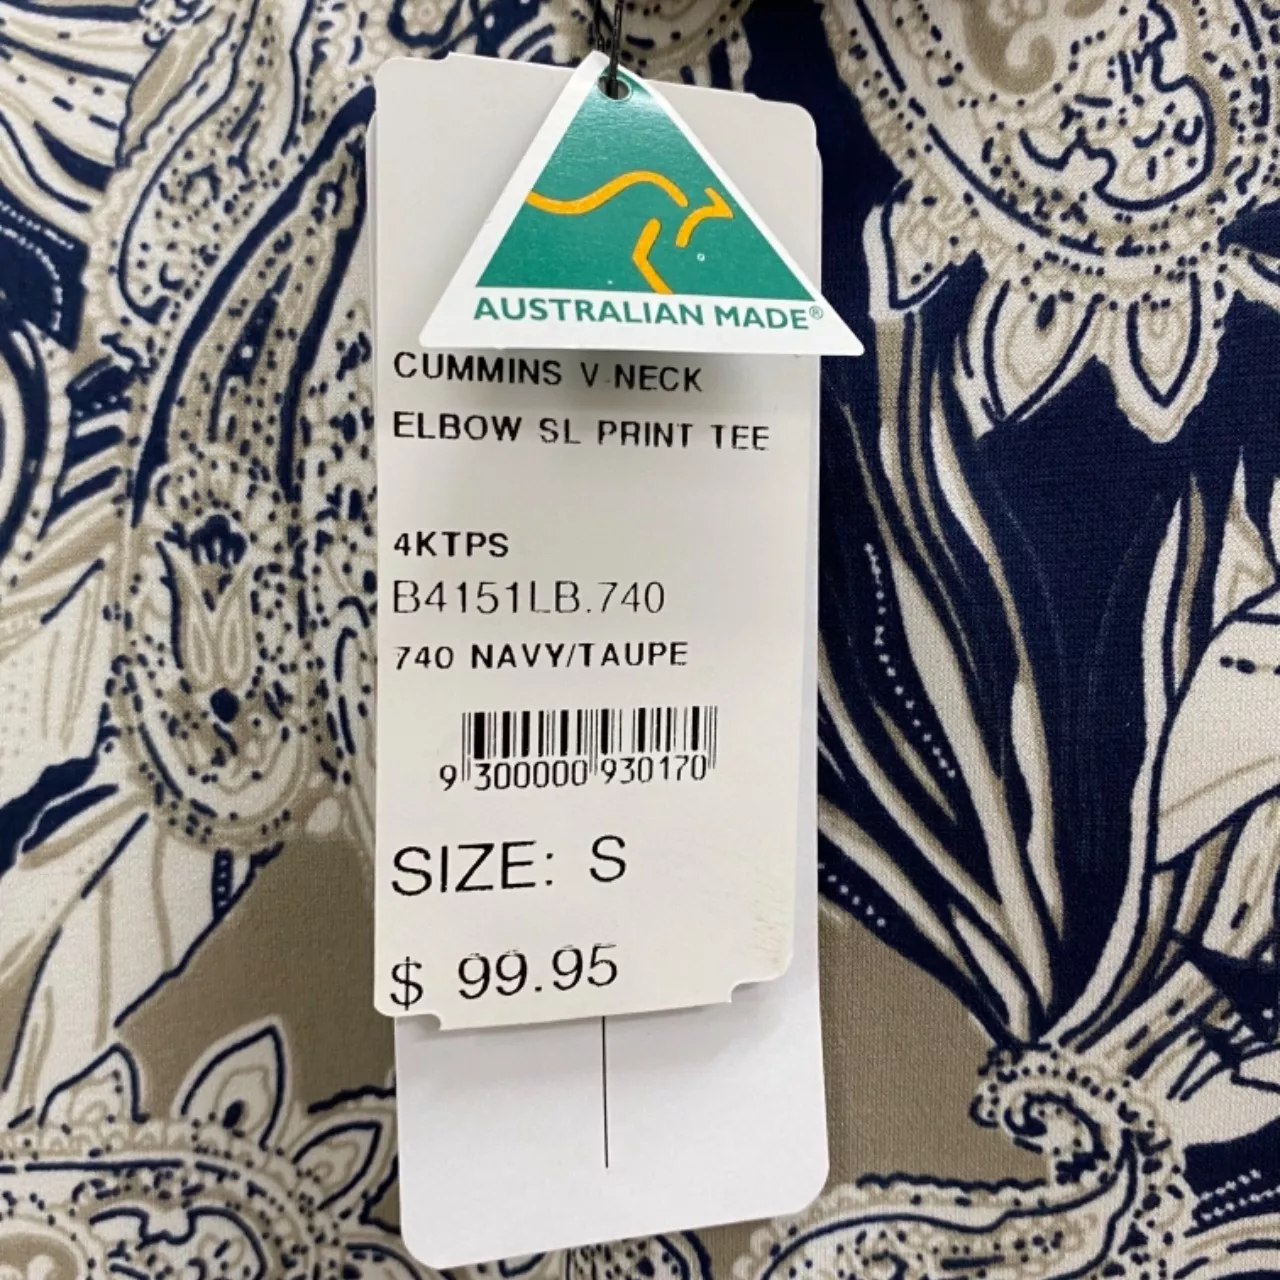 AUSTRALIAN MADE®
CUMMINS V NECK
ELBOW SL PRINT TEE
4KTPS
B4151LB.740
740 NAVY/TAUPE
9 300000 930170
SIZE: S
$ 99.95